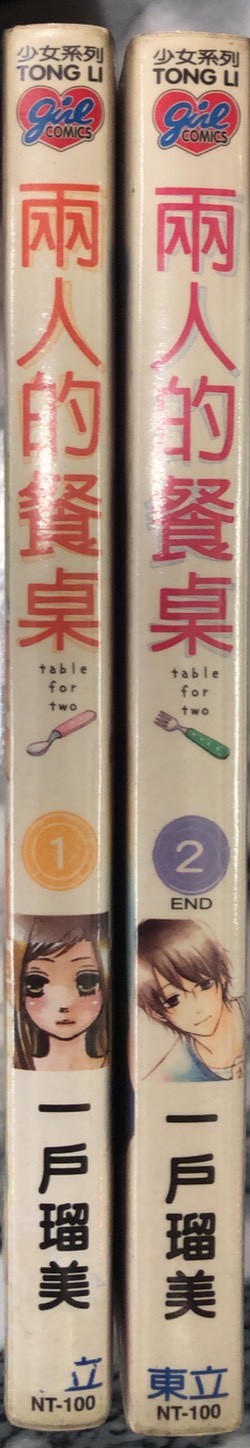 少女系列
TONG LI
girl
COMICS
兩人的餐桌
table
for
two
1
一戶瑠美
立
NT-100
少女系列
TONG LI
girl
COMICS
兩人的餐桌
table
for
two
2
END
一戶瑠美
東立
NT-100